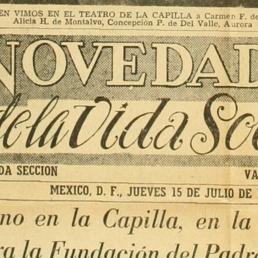 EN VIMOS EN EL TEATRO DE LA CAPILLA a Carmen F. de
Alicia H. de Montalvo, Concepción P. de Del Valle, Aurora
NOVEDAD
de la Vida So
DA SECCION
VA
MEXICO, D. F., JUEVES 15 DE JULIO DE
no en la Capilla, en la
ra la Fundación del Padre